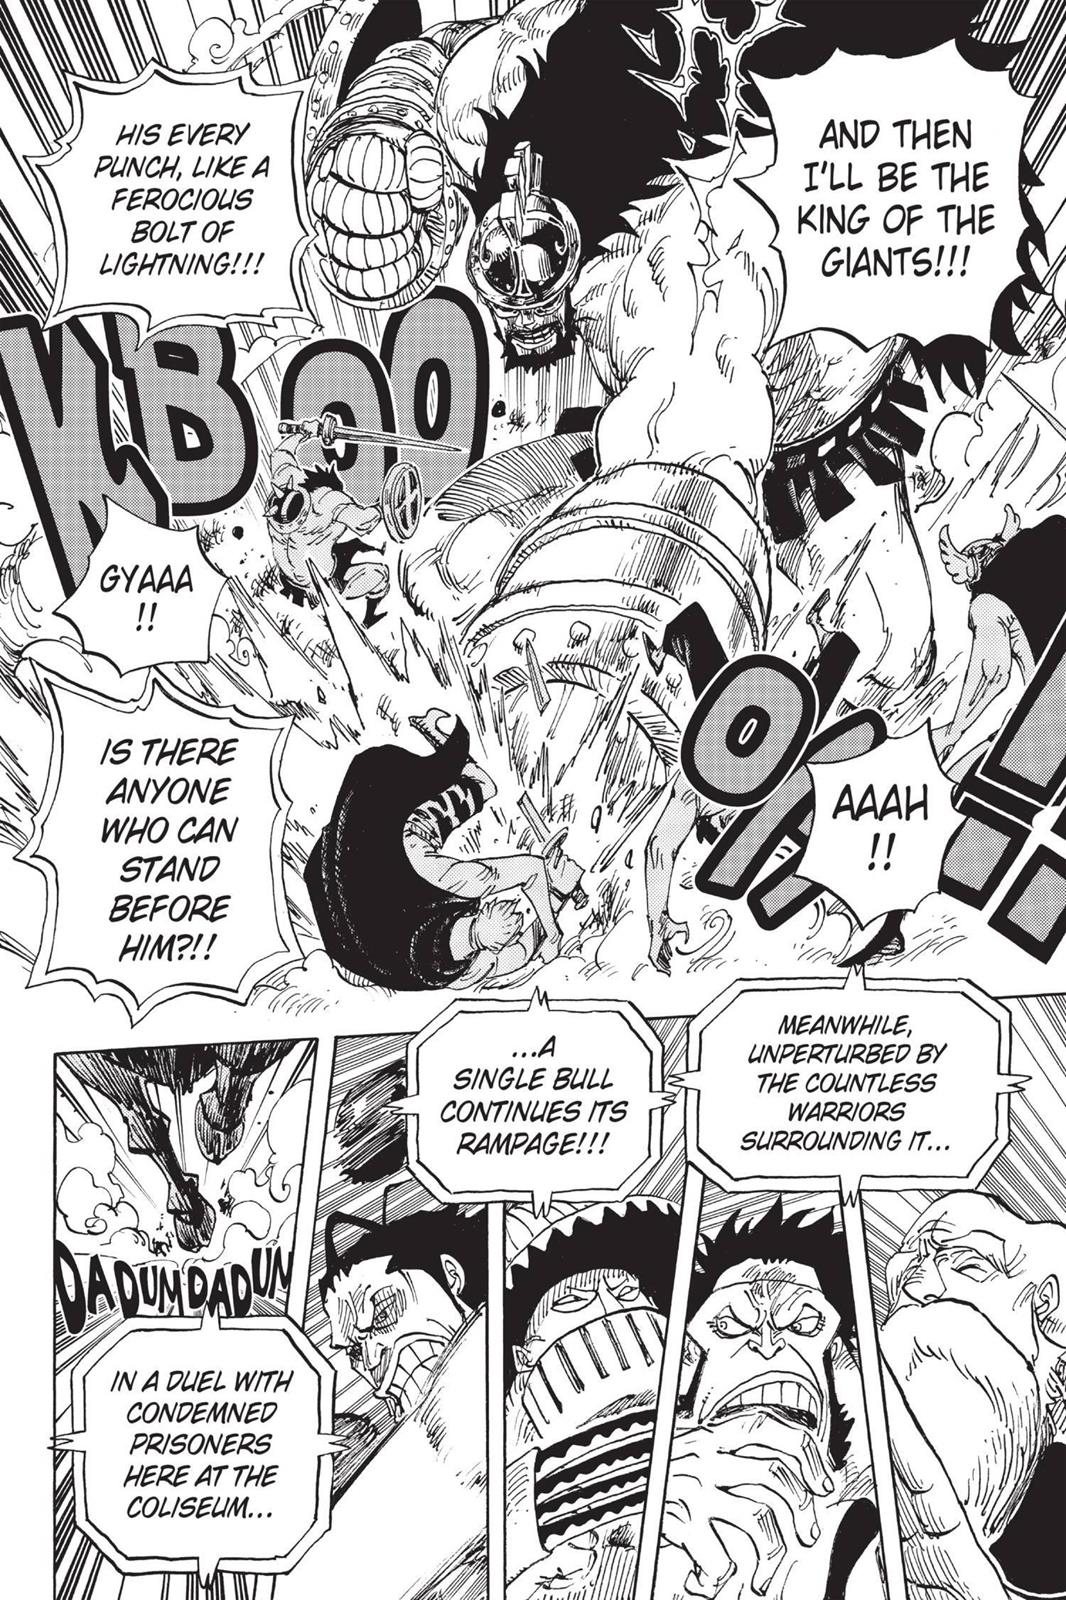 AND THEN
I'LL BE THE
KING OF THE
GIANTS!!!
HIS EVERY
PUNCH, LIKE A
FEROCIOUS
BOLT OF
LIGHTNING!!!
KBOO
OM!!
GYAAA
!!
AAAH
!!
IS THERE
ANYONE
WHO CAN
STAND
BEFORE
HIM?!!
MEANWHILE,
UNPERTURBED BY
THE COUNTLESS
WARRIORS
SURROUNDING IT...
...A
SINGLE BULL
CONTINUES ITS
RAMPAGE!!!
DADUMDADUM
IN A DUEL WITH
CONDEMNED
PRISONERS
HERE AT THE
COLISEUM...